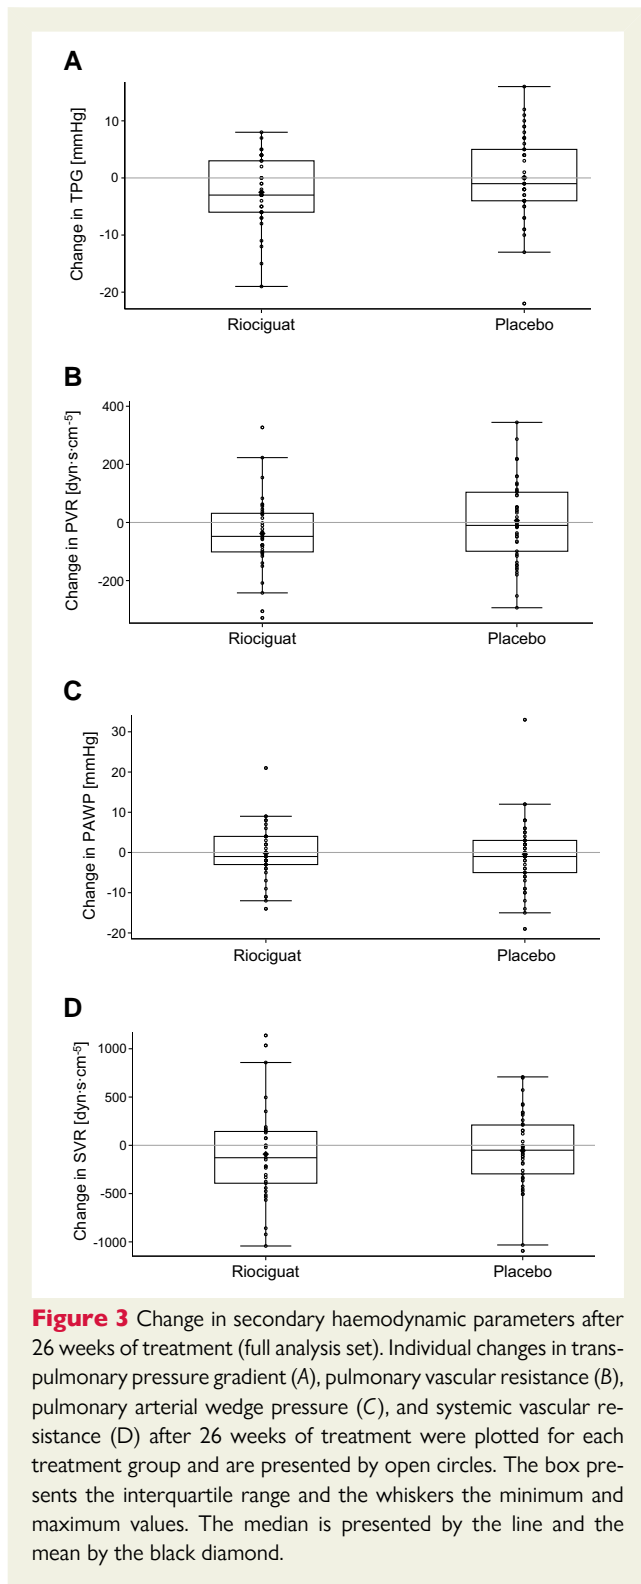 A
Change in TPG [mmHg]
10
0
-10
-20
Riociguat Placebo
B
Change in PVR [dyn·s·cm-5]
400
200
0
-200
Riociguat Placebo
C
Change in PAWP [mmHg]
30
20
10
0
-10
-20
Riociguat Placebo
D
Change in SVR [dyn·s·cm-5]
1000
500
0
-500
-1000
Riociguat Placebo
Figure 3 Change in secondary haemodynamic parameters after
26 weeks of treatment (full analysis set). Individual changes in trans-
pulmonary pressure gradient (A), pulmonary vascular resistance (B),
pulmonary arterial wedge pressure (C), and systemic vascular re-
sistance (D) after 26 weeks of treatment were plotted for each
treatment group and are presented by open circles. The box pre-
sents the interquartile range and the whiskers the minimum and
maximum values. The median is presented by the line and the
mean by the black diamond.